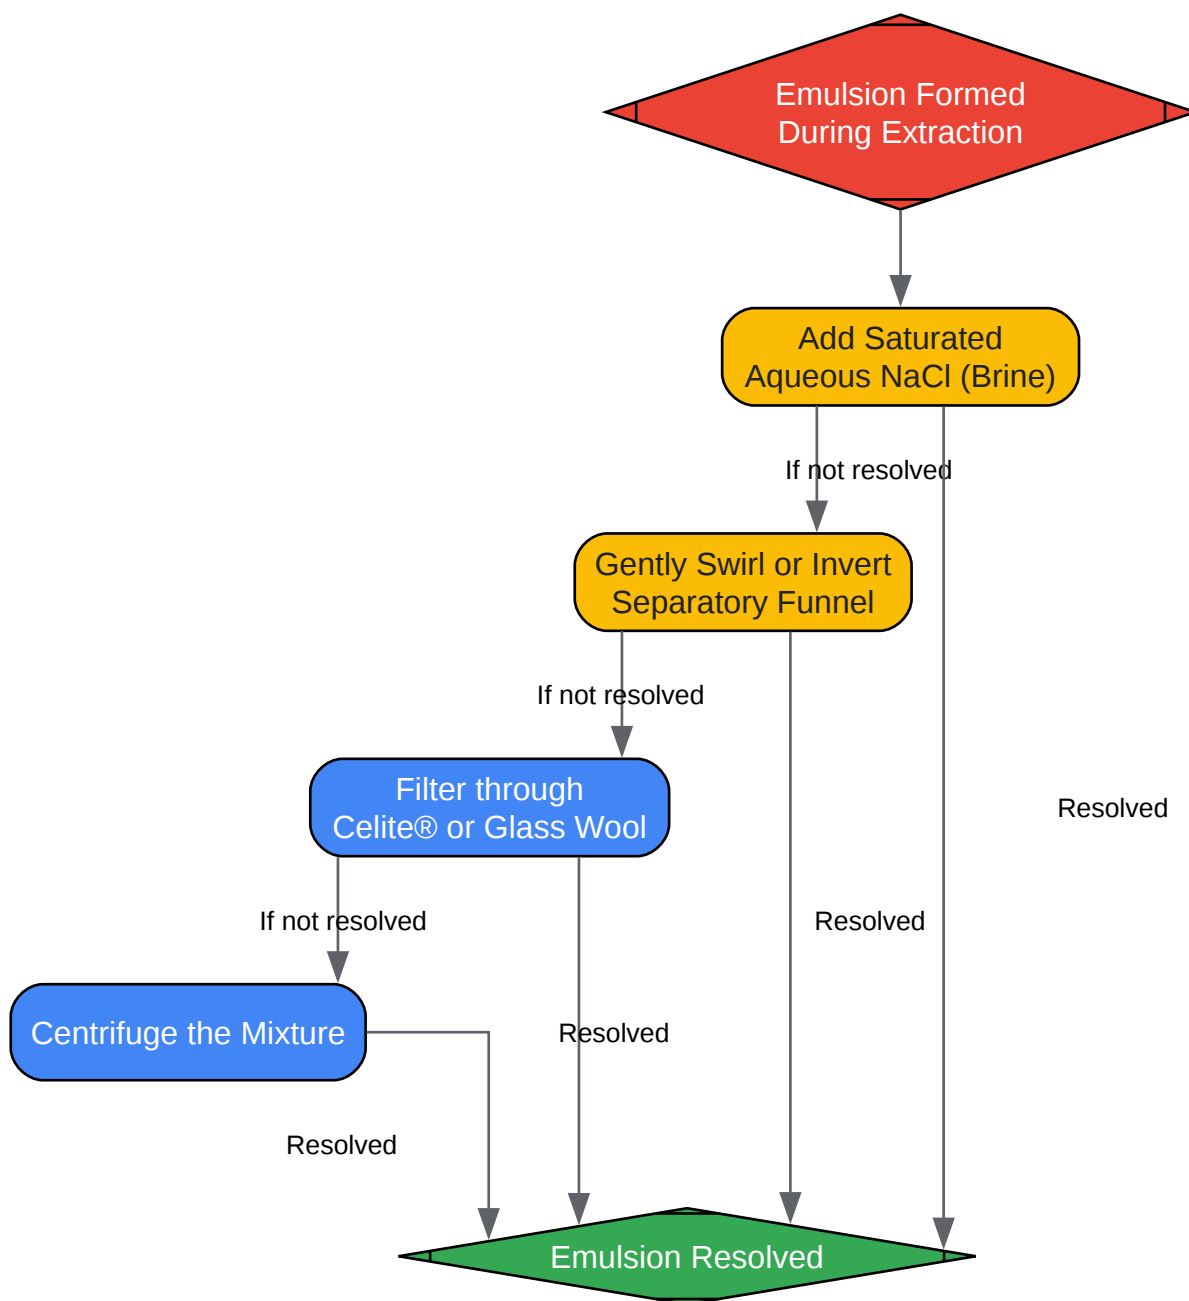 Emulsion Formed
During Extraction
Add Saturated
Aqueous NaCl (Brine)
If not resolved
Gently Swirl or Invert
Separatory Funnel
If not resolved
Filter through
Celite® or Glass Wool
Resolved
If not resolved
Resolved
Centrifuge the Mixture
Resolved
Resolved
Emulsion Resolved